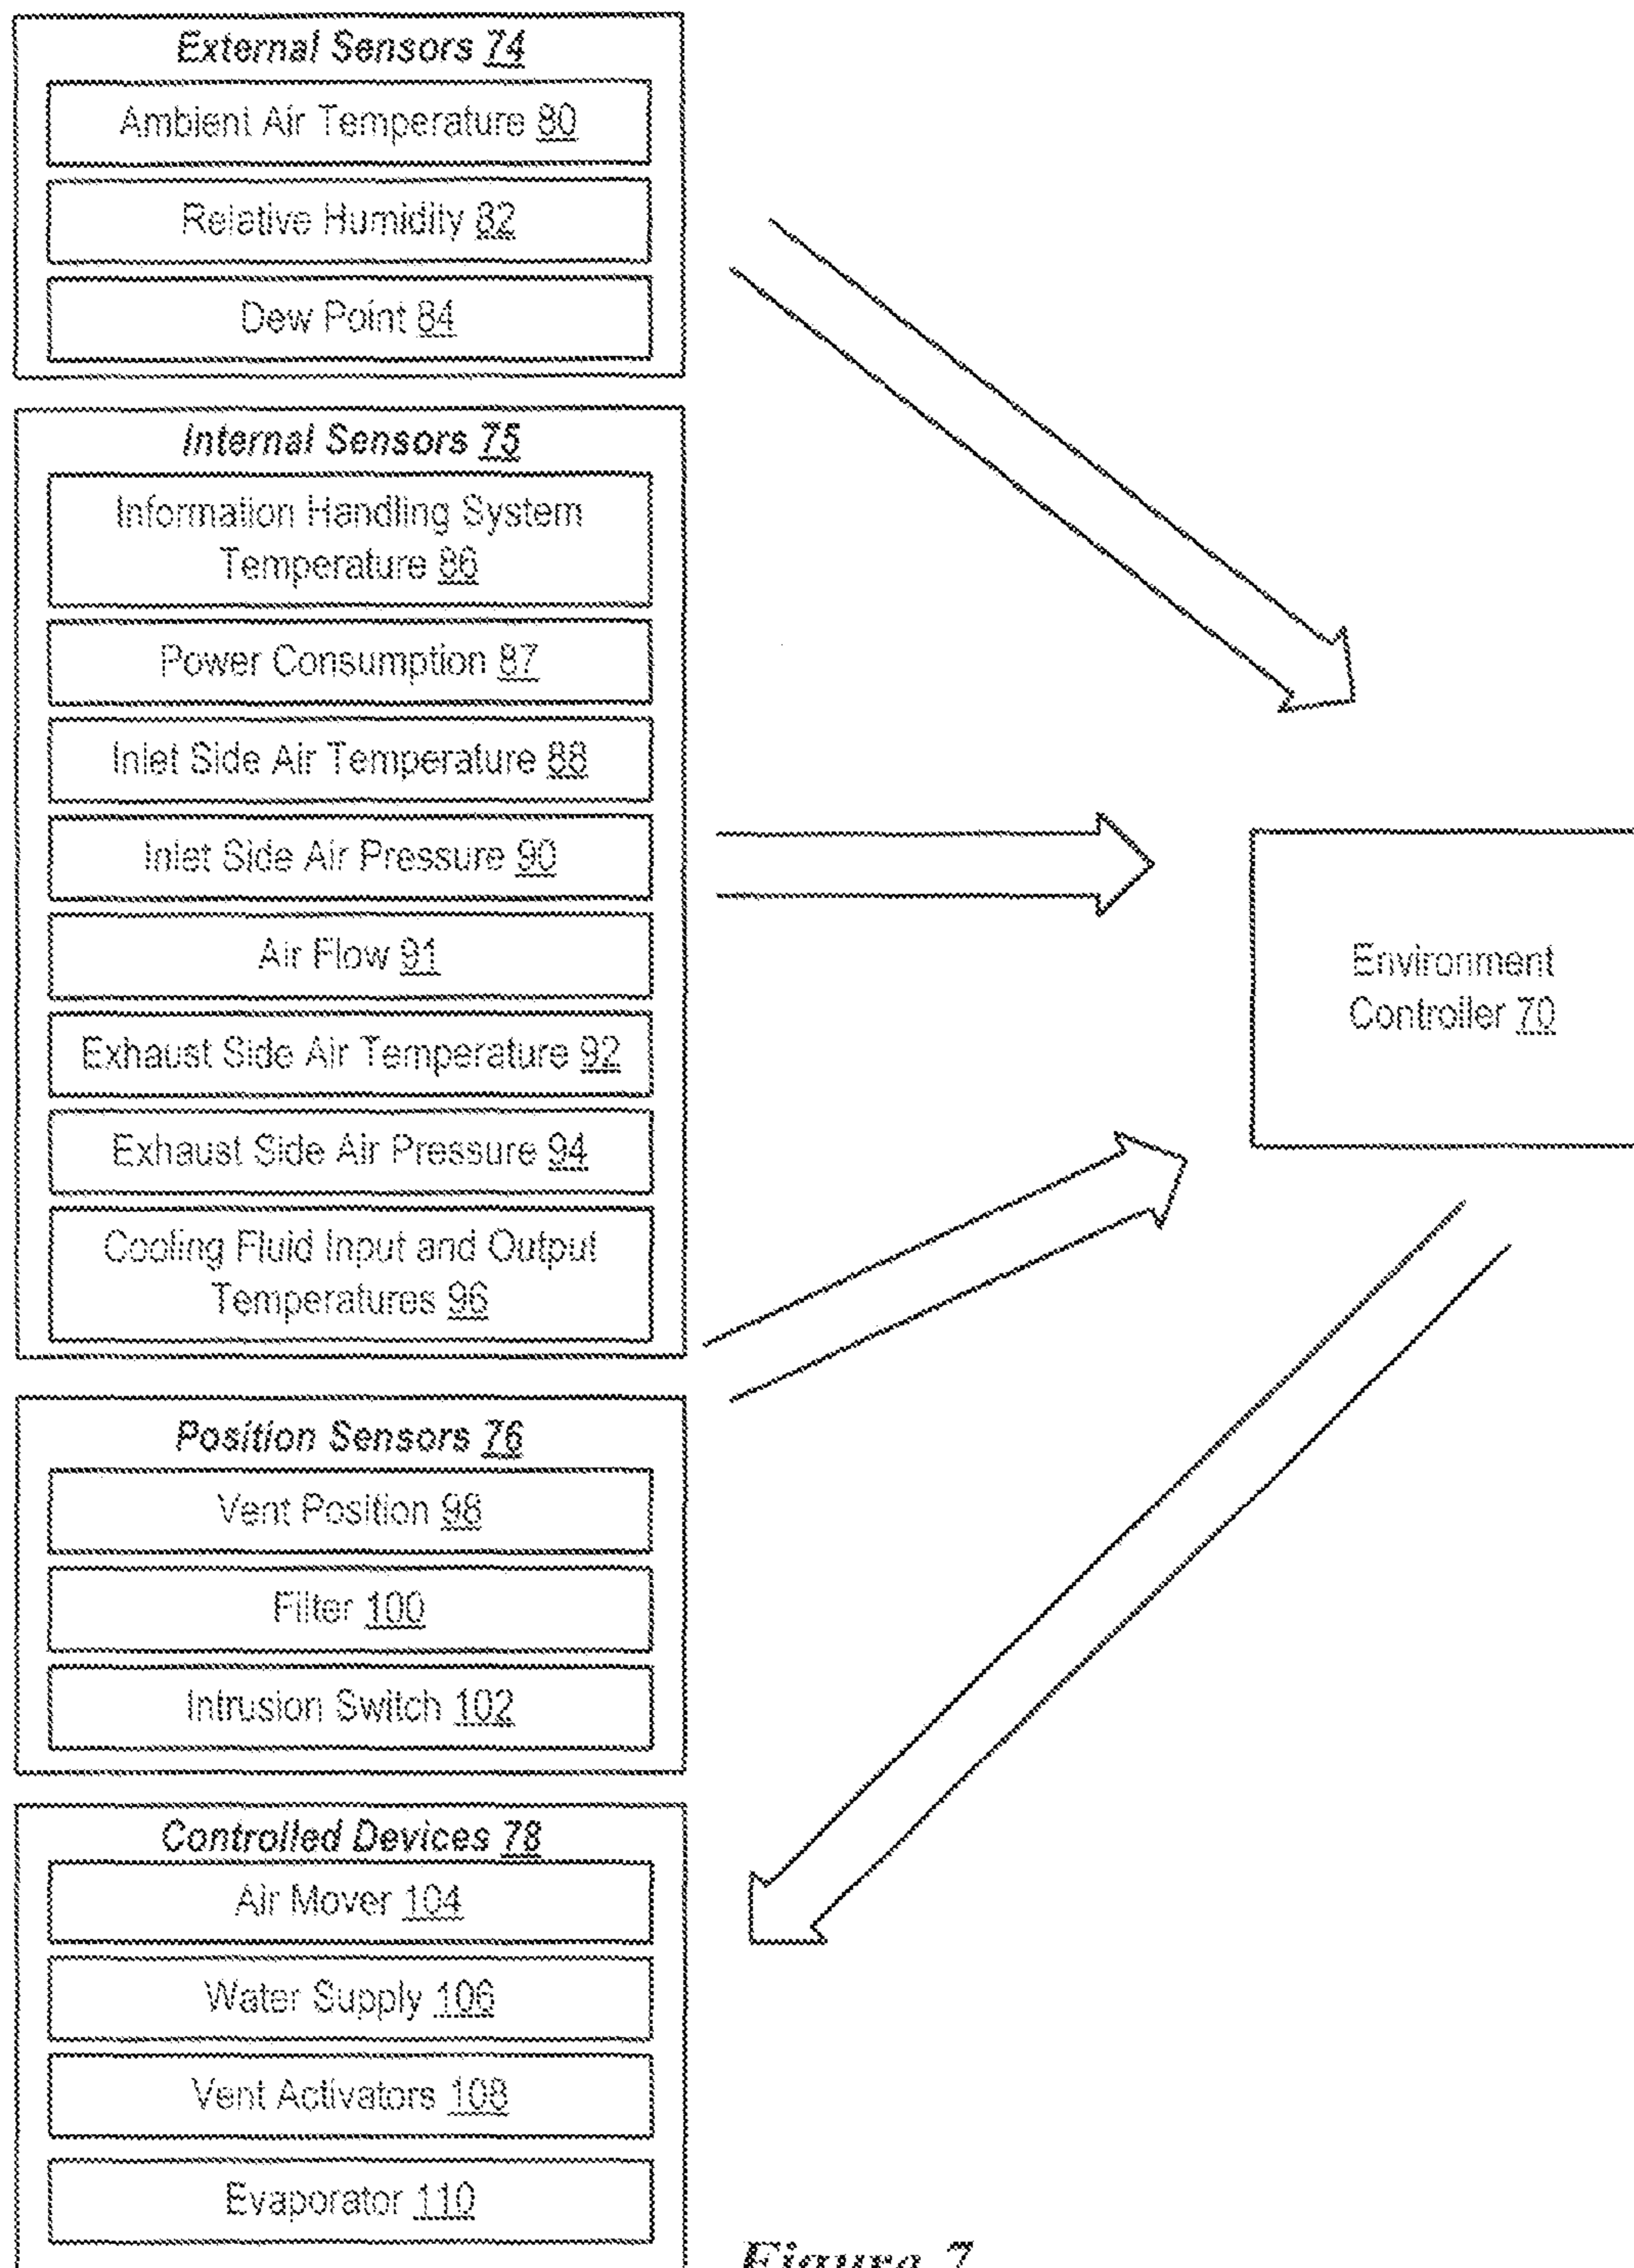 External Sensors 74
Ambient Air Temperature 80
Relative Humidity 82
Dew Point 84
Internal Sensors 75
Information Handling System
Temperature 86
Power Consumption 87
Inlet Side Air Temperature 88
Inlet Side Air Pressure 90
Air Flow 91
Exhaust Side Air Temperature 92
Exhaust Side Air Pressure 94
Cooling Fluid Input and Output
Temperatures 96
Position Sensors 76
Vent Position 98
Filter 100
Intrusion Switch 102
Controlled Devices 78
Air Mover 104
Water Supply 106
Vent Activators 108
Evaporator 110
Environment
Controller 70
Figure 7